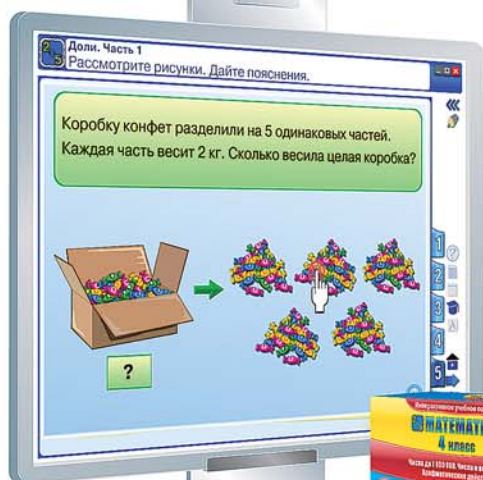 Доли. Часть 1
Рассмотрите рисунки. Дайте пояснения.
Коробку конфет разделили на 5 одинаковых частей.
Каждая часть весит 2 кг. Сколько весила целая коробка?
?
1
2
3
4
5
МАТЕМАТИ
4 класс